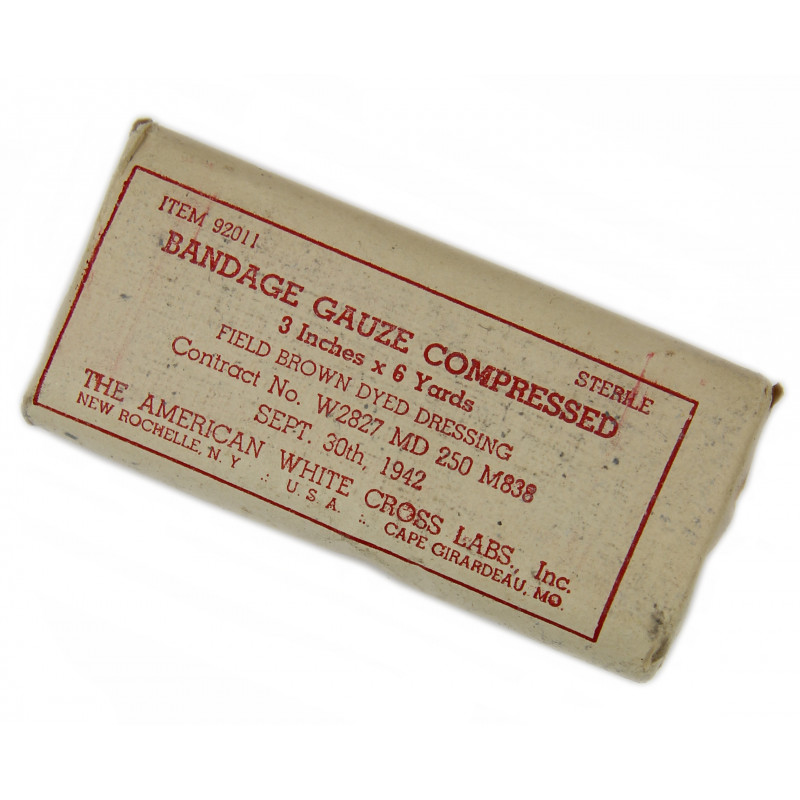 ITEM 92011 STERILE
BANDAGE GAUZE COMPRESSED
3 Inches x 6 Yards
FIELD BROWN DYED DRESSING
Contract No. W2827 MD 250 M838
SEPT. 30th, 1942
THE AMERICAN WHITE CROSS LABS., Inc.
NEW ROCHELLE, N. Y .: U. S. A. :. CAPE GIRARDEAU, MO.